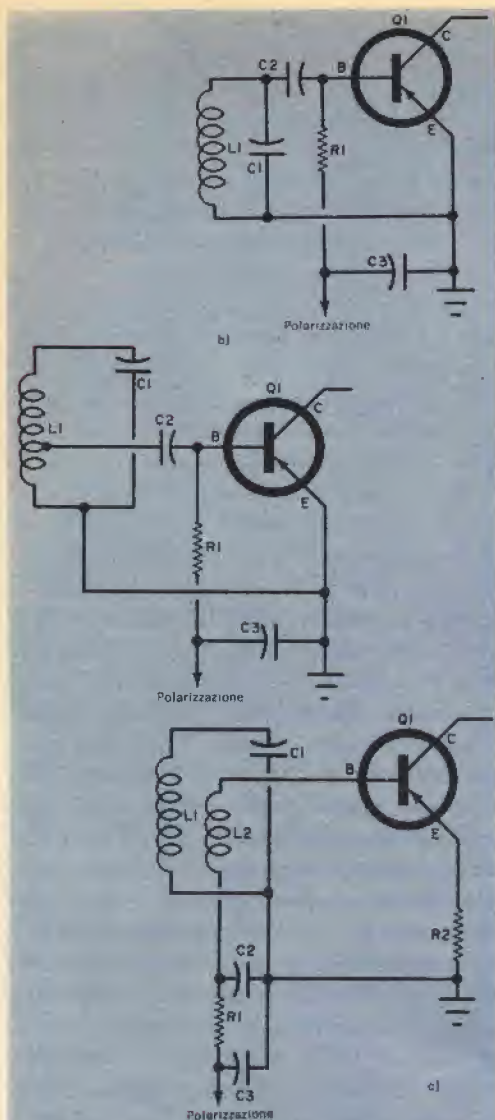 Q1
C
C2
B
L1
C1
R1
E
C3
Polarizzazione
b)
Q1
C
C1
C2
B
L1
R1
E
C3
Polarizzazione
Q1
C
C1
B
L1
L2
E
R2
C2
R1
C3
c)
Polarizzazione